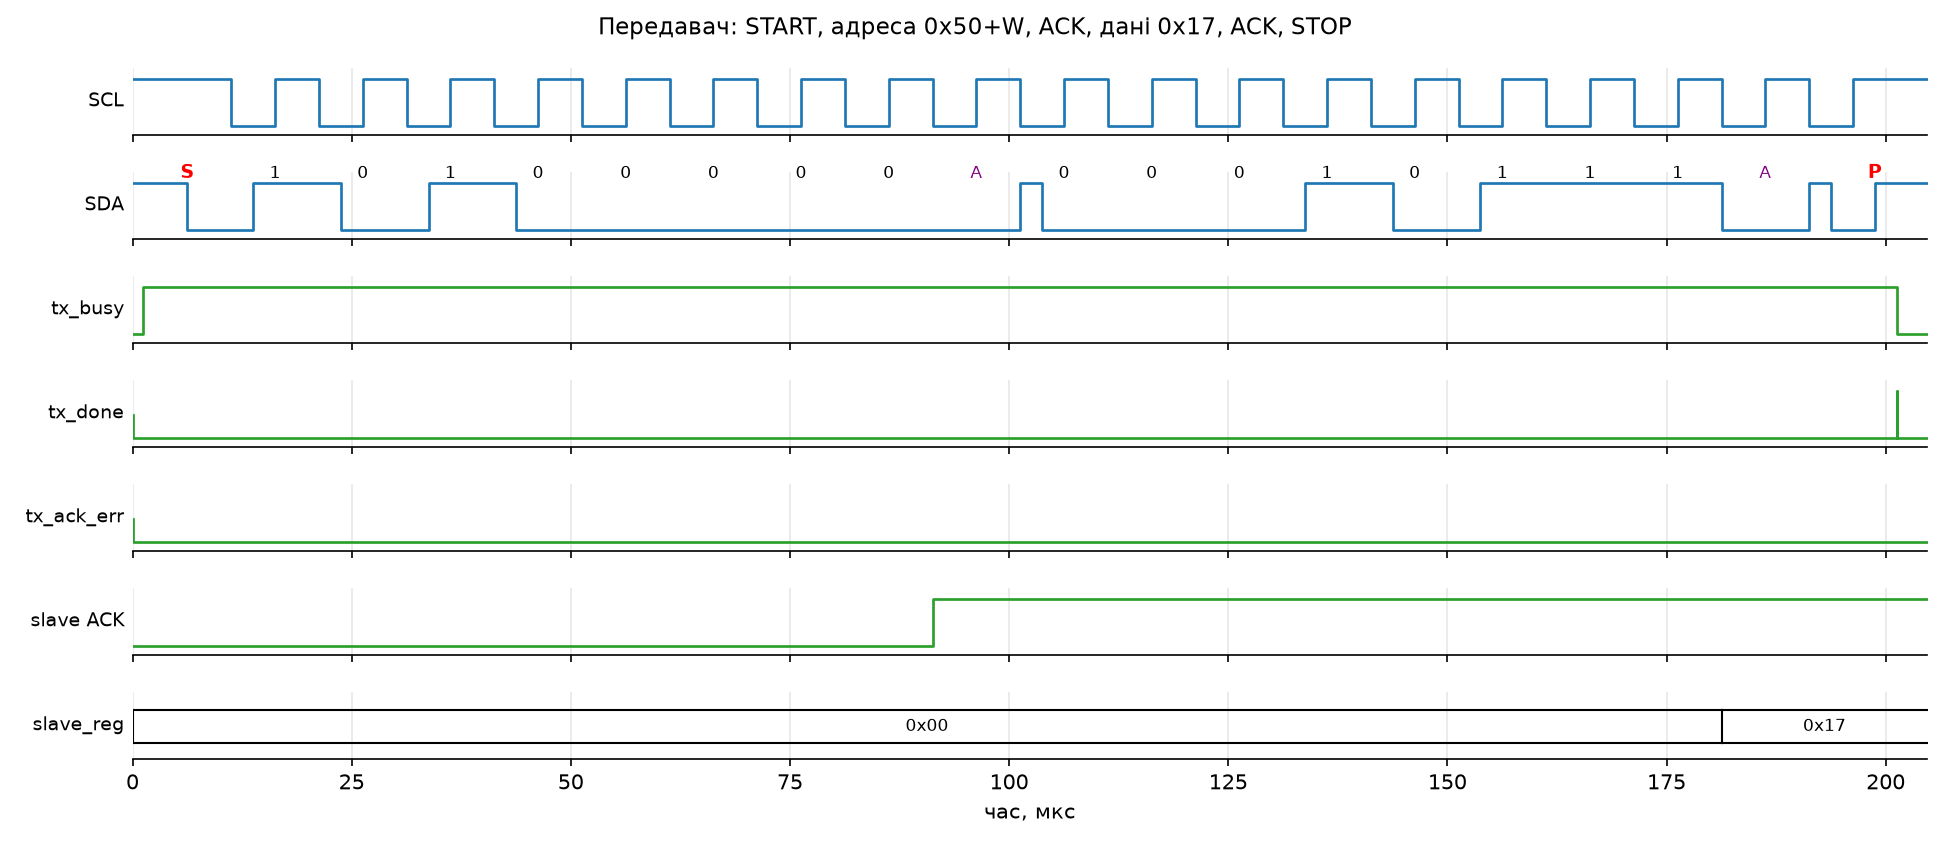 Передавач: START, адреса 0x50+W, ACK, дані 0x17, ACK, STOP
SCL
S 1 0 1 0 0 0 0 0 A 0 0 0 1 0 1 1 1 A P
SDA
tx_busy
tx_done
tx_ack_err
slave ACK
slave_reg 0x00 0x17
0 25 50 75 100 125 150 175 200
час, мкс